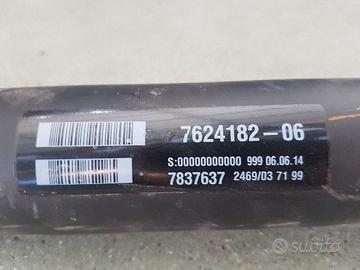 7624182-06
S:00000000000 999 06.06.14
7837637 2469/03 71 99
subito